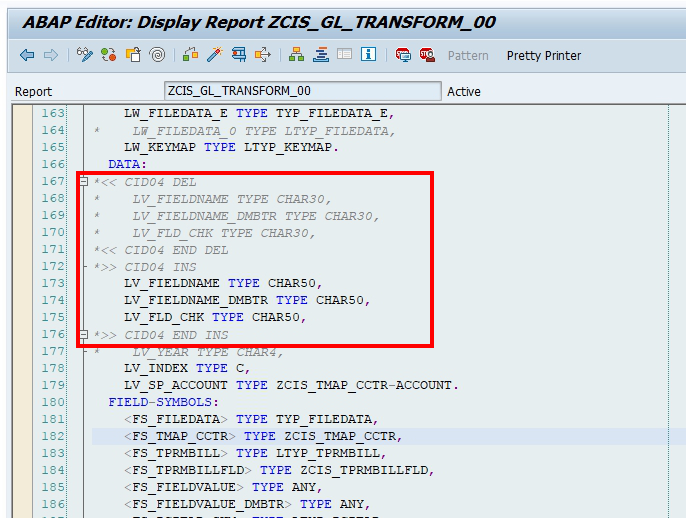 ABAP Editor: Display Report ZCIS_GL_TRANSFORM_00
Pattern Pretty Printer
Report ZCIS_GL_TRANSFORM_00 Active
163 LW_FILEDATA_E TYPE TYP_FILEDATA_E,
164 * LW_FILEDATA_0 TYPE LTYP_FILEDATA,
165 LW_KEYMAP TYPE LTYP_KEYMAP.
166 DATA:
167 *<< CID04 DEL
168 * LV_FIELDNAME TYPE CHAR30,
169 * LV_FIELDNAME_DMBTR TYPE CHAR30,
170 * LV_FLD_CHK TYPE CHAR30,
171 *<< CID04 END DEL
172 *>> CID04 INS
173 LV_FIELDNAME TYPE CHAR50,
174 LV_FIELDNAME_DMBTR TYPE CHAR50,
175 LV_FLD_CHK TYPE CHAR50,
176 *>> CID04 END INS
177 * LV_YEAR TYPE CHAR4,
178 LV_INDEX TYPE C,
179 LV_SP_ACCOUNT TYPE ZCIS_TMAP_CCTR-ACCOUNT.
180 FIELD-SYMBOLS:
181 <FS_FILEDATA> TYPE TYP_FILEDATA,
182 <FS_TMAP_CCTR> TYPE ZCIS_TMAP_CCTR,
183 <FS_TPRMBILL> TYPE LTYP_TPRMBILL,
184 <FS_TPRMBILLFLD> TYPE ZCIS_TPRMBILLFLD,
185 <FS_FIELDVALUE> TYPE ANY,
186 <FS_FIELDVALUE_DMBTR> TYPE ANY,